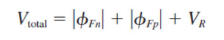 V_total = |ϕ_Fn| + |ϕ_Fp| + V_R